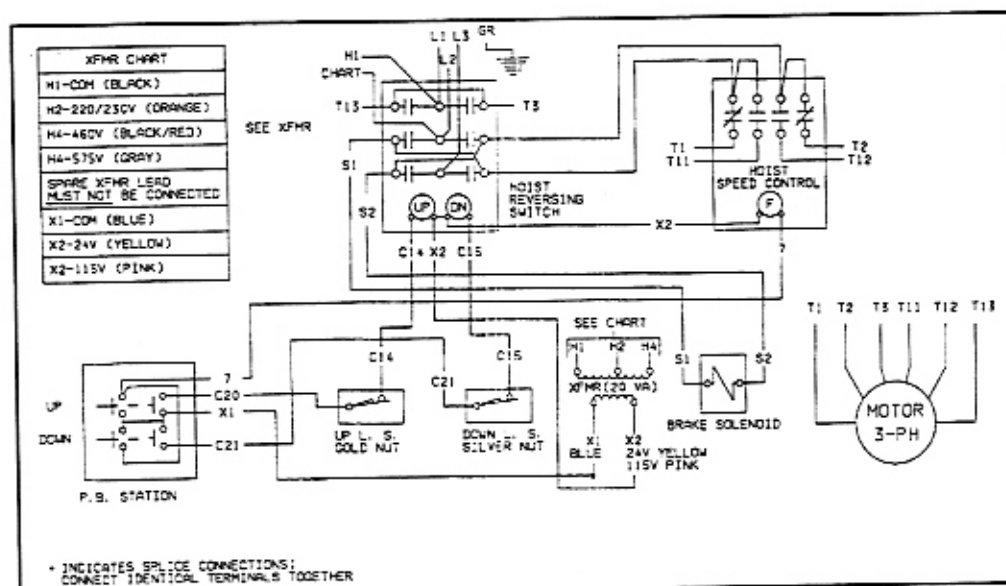 XFMR CHART
H1-COM (BLACK)
H2-220/230V (ORANGE)
H4-460V (BLACK/RED)
H4-575V (GRAY)
SPARE XFMR LEAD
MUST NOT BE CONNECTED
X1-COM (BLUE)
X2-24V (YELLOW)
X2-115V (PINK)
L1 L3 GR
H1
L2
CHART
T13
T3
SEE XFMR
S1
S2
UP
DN
HOIST
REVERSING
SWITCH
C14 X2 C15
T1
T11
T2
T12
HOIST
SPEED CONTROL
F
X2
7
SEE CHART
H1 H2 H4
XFMR(20 VA)
X1
BLUE
X2
24V YELLOW
115V PINK
C14
C15
C21
S1
S2
BRAKE SOLENOID
T1 T2 T3 T11 T12 T13
MOTOR
3-PH
7
C20
X1
C21
UP
DOWN
P.B. STATION
UP L. S.
GOLD NUT
DOWN L. S.
SILVER NUT
* INDICATES SPLICE CONNECTIONS;
CONNECT IDENTICAL TERMINALS TOGETHER